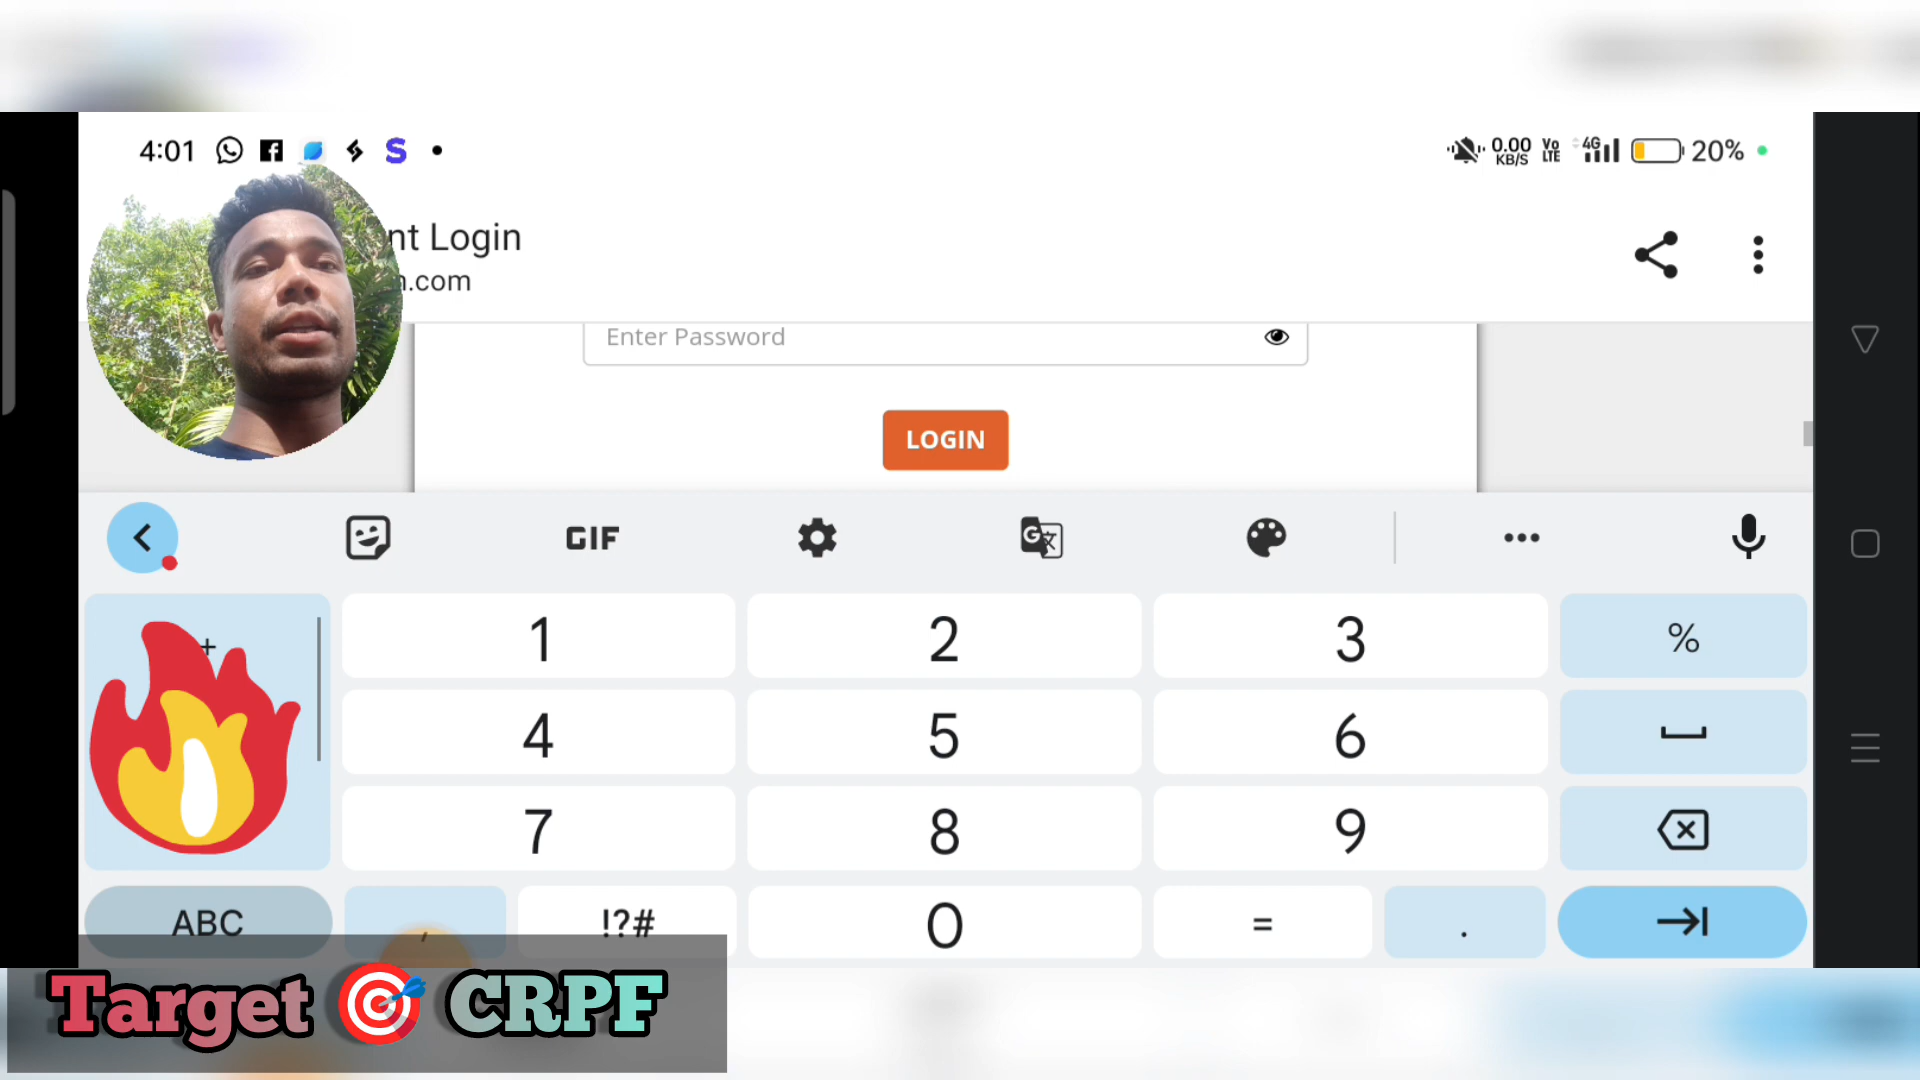 4:01
0.00 KB/S Vo LTE 4G 20%
nt Login
.com
Enter Password
LOGIN
GIF
+ 1 2 3 %
4 5 6
7 8 9
ABC , !?# 0 = .
Target CRPF